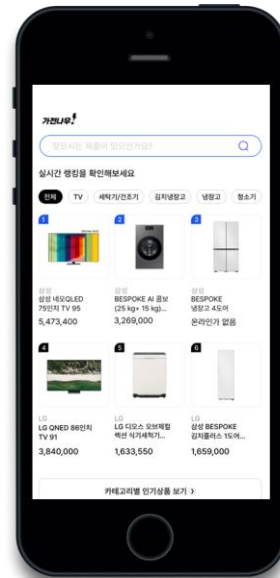 가전나우!
찾으시는 제품이 있으신가요?
실시간 랭킹을 확인해보세요
전체 TV 세탁기/건조기 김치냉장고 냉장고 청소기
1 2 3
삼성 삼성 삼성
삼성 네오QLED BESPOKE AI 콤보 BESPOKE
75인치 TV 95 (25 kg+ 15 kg)... 냉장고 4도어
5,473,400 3,269,000 온라인가 없음
4 5 6
LG LG LG
LG QNED 86인치 LG 디오스 오브제컬 삼성 BESPOKE
TV 91 렉션 식기세척기... 김치플러스 1도어...
3,840,000 1,633,550 1,659,000
카테고리별 인기상품 보기 >